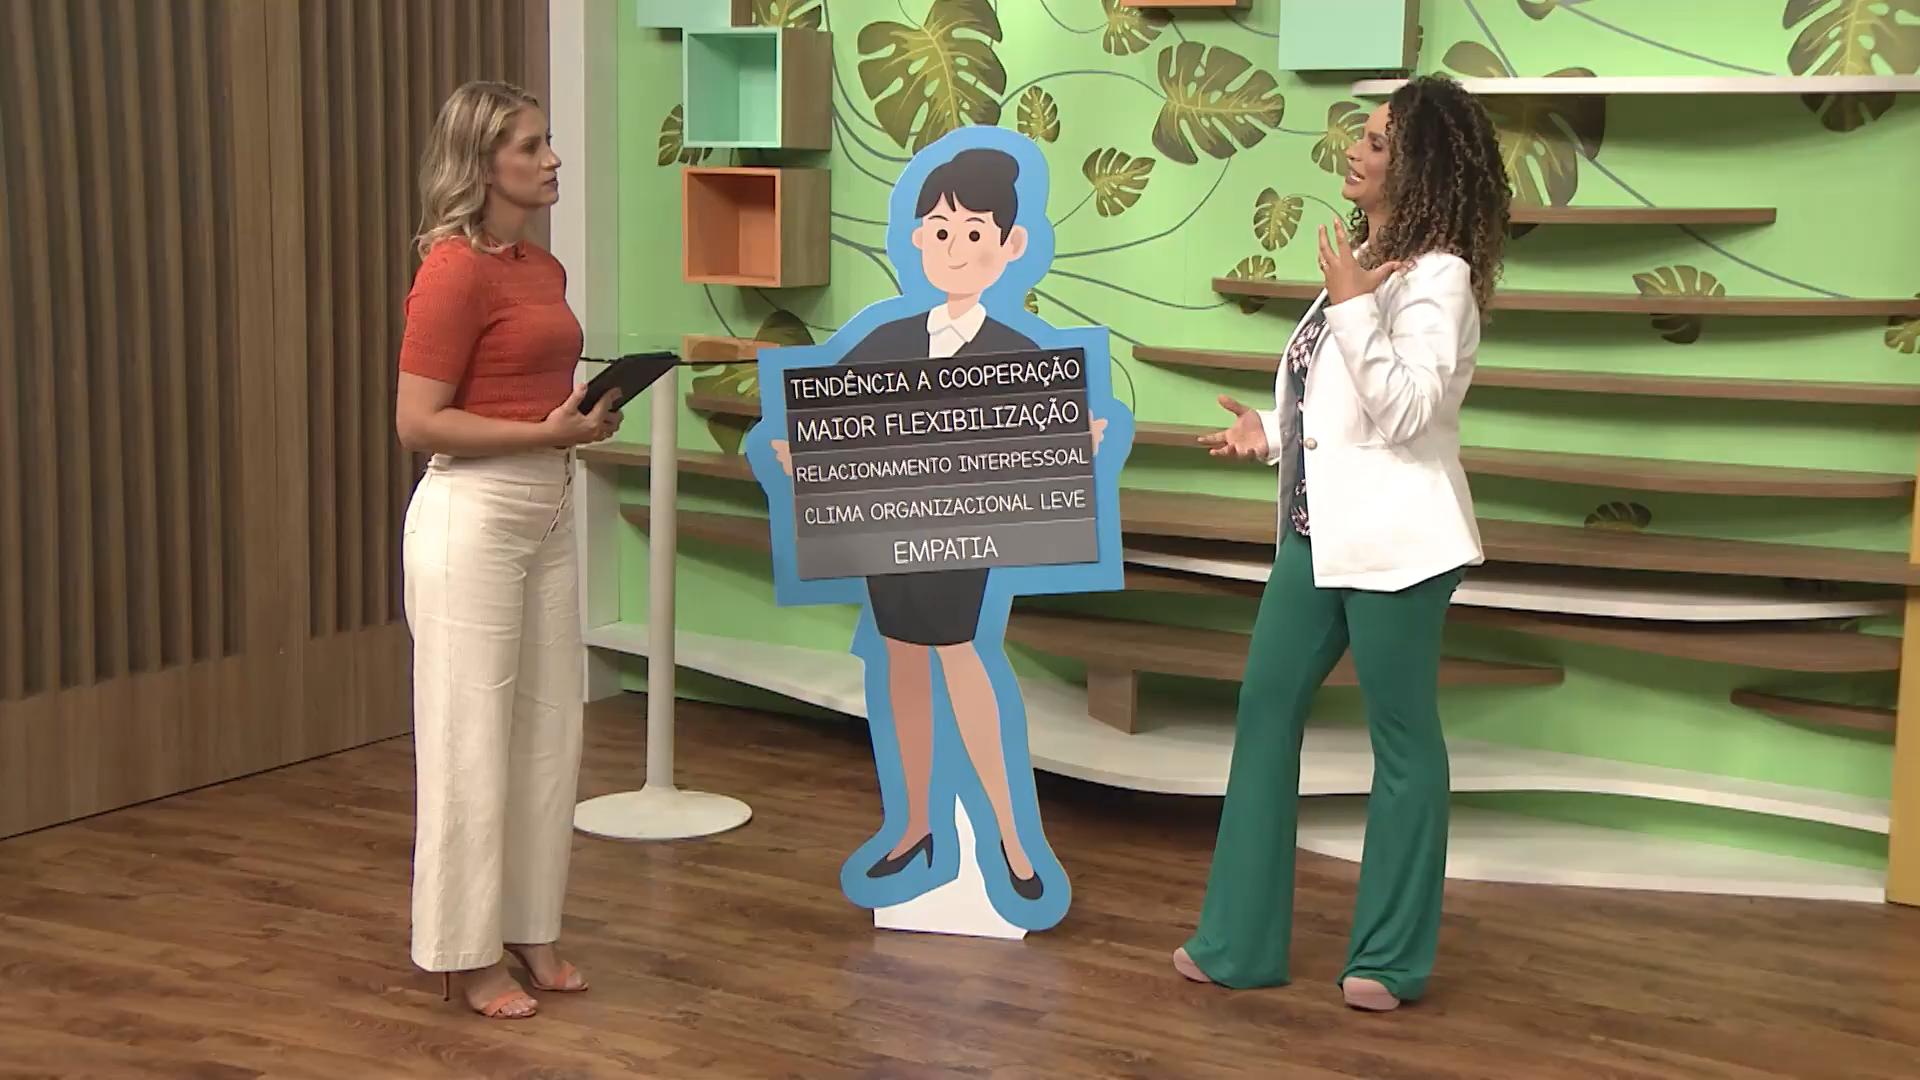 TENDÊNCIA A COOPERAÇÃO
MAIOR FLEXIBILIZAÇÃO
RELACIONAMENTO INTERPESSOAL
CLIMA ORGANIZACIONAL LEVE
EMPATIA